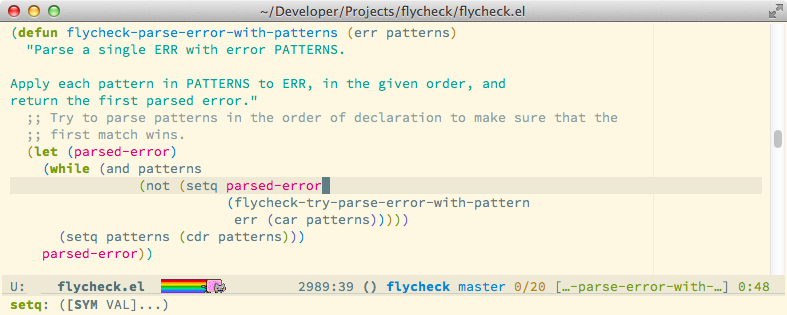 ~/Developer/Projects/flycheck/flycheck.el
(defun flycheck-parse-error-with-patterns (err patterns)
  "Parse a single ERR with error PATTERNS.

Apply each pattern in PATTERNS to ERR, in the given order, and
return the first parsed error."
  ;; Try to parse patterns in the order of declaration to make sure that the
  ;; first match wins.
  (let (parsed-error)
    (while (and patterns
                (not (setq parsed-error
                           (flycheck-try-parse-error-with-pattern
                            err (car patterns)))))
      (setq patterns (cdr patterns)))
    parsed-error))
U:   flycheck.el 2989:39 () flycheck master 0/20 […-parse-error-with-…] 0:48
setq: ([SYM VAL]...)